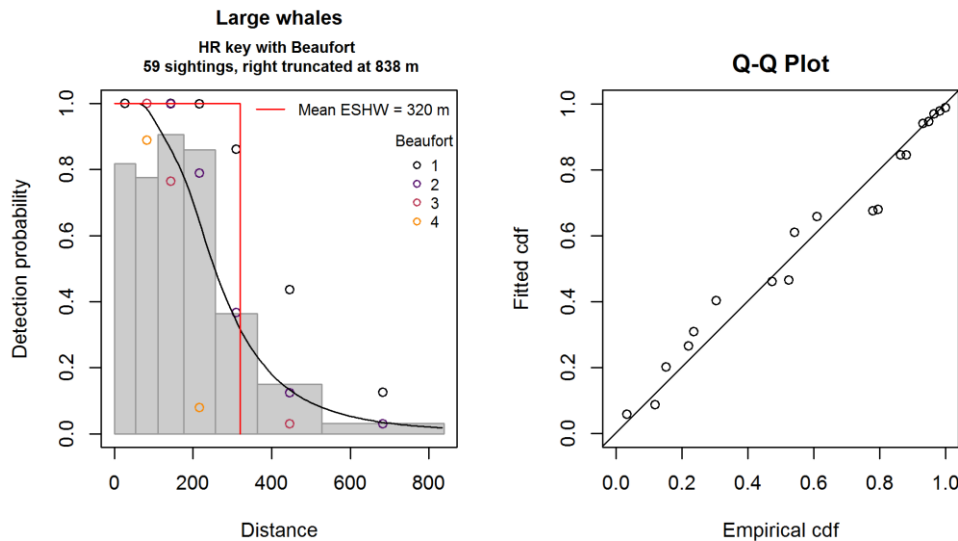 Large whales
HR key with Beaufort
59 sightings, right truncated at 838 m
Detection probability
1.0
0.8
0.6
0.4
0.2
0.0
Mean ESHW = 320 m
Beaufort
1
2
3
4
0 200 400 600 800
Distance
Q-Q Plot
Fitted cdf
1.0
0.8
0.6
0.4
0.2
0.0
0.0 0.2 0.4 0.6 0.8 1.0
Empirical cdf